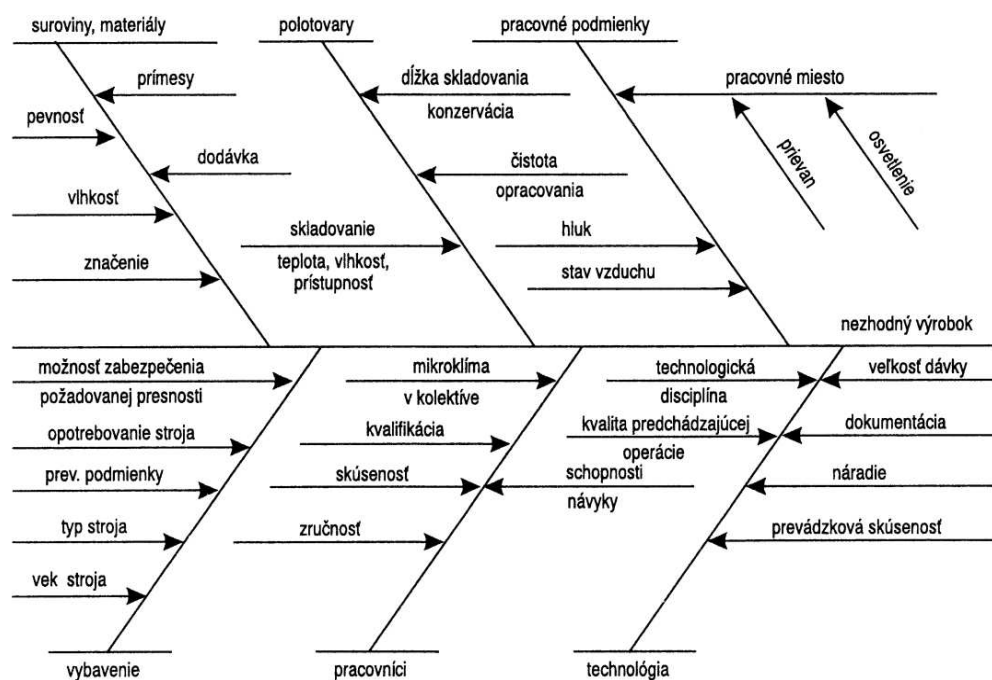 suroviny, materiály
polotovary
pracovné podmienky
prímesy
pevnosť
dodávka
vlhkosť
značenie
dĺžka skladovania
konzervácia
čistota
opracovania
skladovanie
teplota, vlhkosť,
prístupnosť
pracovné miesto
prievan
osvetlenie
hluk
stav vzduchu
nezhodný výrobok
možnosť zabezpečenia
požadovanej presnosti
opotrebovanie stroja
prev. podmienky
typ stroja
vek stroja
vybavenie
mikroklíma
v kolektíve
kvalifikácia
skúsenosť
zručnosť
schopnosti
návyky
pracovníci
technologická
disciplína
kvalita predchádzajúcej
operácie
veľkosť dávky
dokumentácia
náradie
prevádzková skúsenosť
technológia